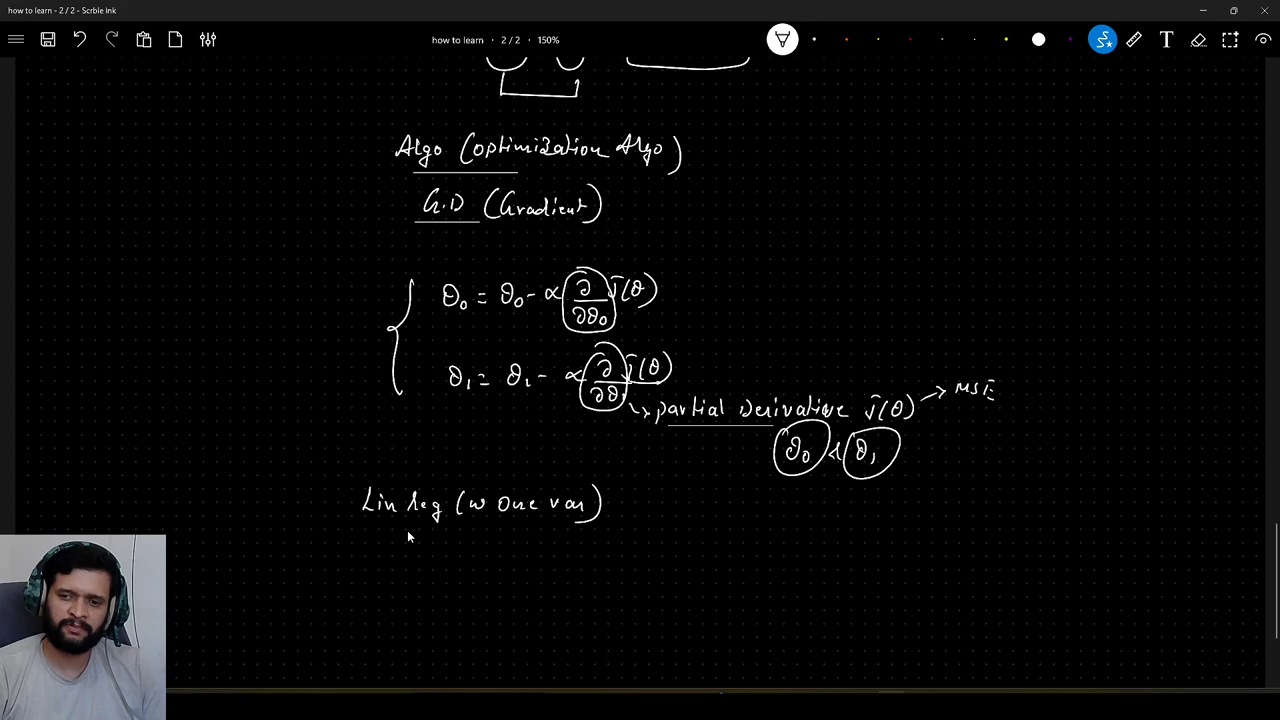 how to learn - 2 / 2 - Scrble Ink
how to learn • 2 / 2 • 150%
T
Algo (optimization Algo)
G.D (Gradient)
θ₀ = θ₀ - α ∂/∂θ₀ J(θ)
θ₁ = θ₁ - α ∂/∂θ₁ J(θ)
→ partial Derivative J(θ) → MSE
θ₀ & θ₁
Lin Reg (w One var)